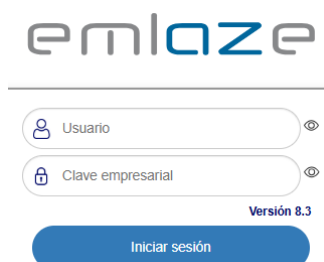 emlaze
Usuario
Clave empresarial
Versión 8.3
Iniciar sesión